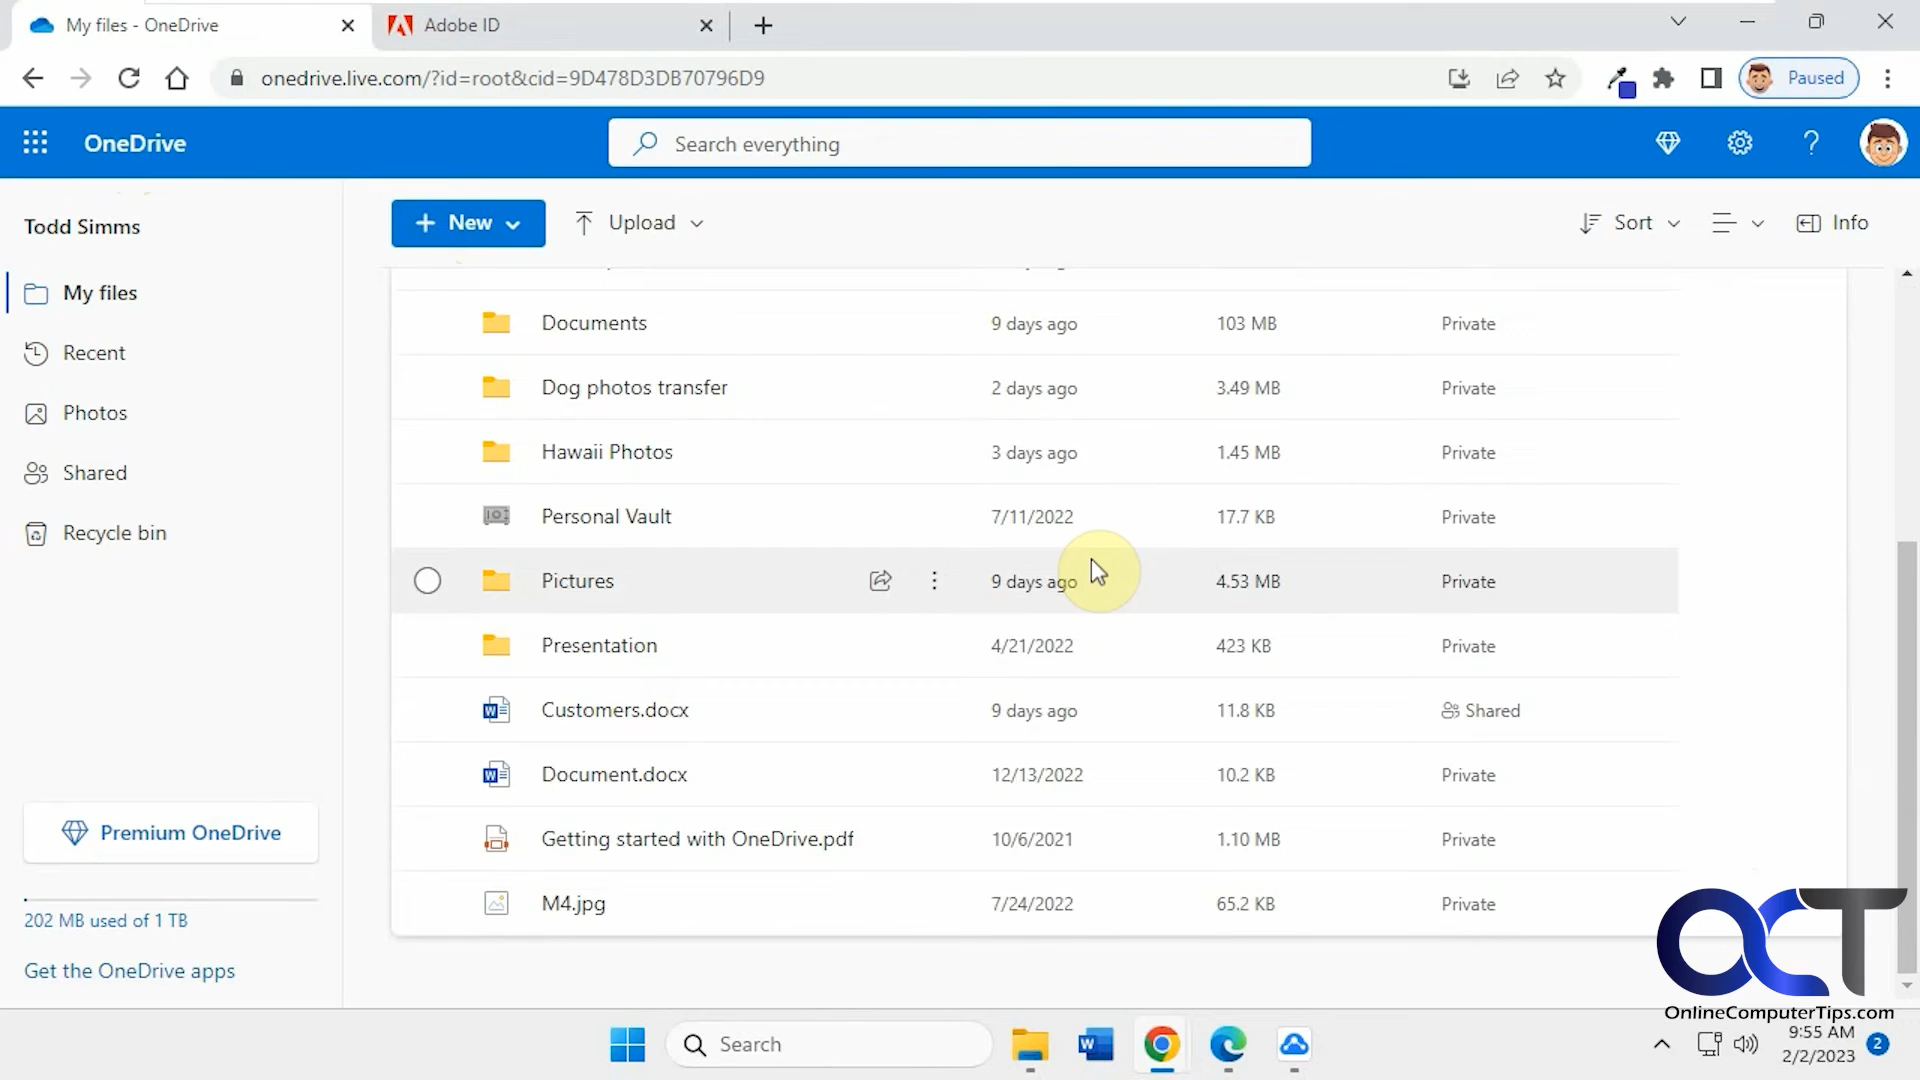 My files - OneDrive
Adobe ID
onedrive.live.com/?id=root&cid=9D478D3DB70796D9
Paused
OneDrive
Search everything
Todd Simms
My files
Recent
Photos
Shared
Recycle bin
Premium OneDrive
202 MB used of 1 TB
Get the OneDrive apps
New
Upload
Sort
Info
Documents 9 days ago 103 MB Private
Dog photos transfer 2 days ago 3.49 MB Private
Hawaii Photos 3 days ago 1.45 MB Private
Personal Vault 7/11/2022 17.7 KB Private
Pictures 9 days ago 4.53 MB Private
Presentation 4/21/2022 423 KB Private
Customers.docx 9 days ago 11.8 KB Shared
Document.docx 12/13/2022 10.2 KB Private
Getting started with OneDrive.pdf 10/6/2021 1.10 MB Private
M4.jpg 7/24/2022 65.2 KB Private
OCT
OnlineComputerTips.com
Search
9:55 AM
2/2/2023
2